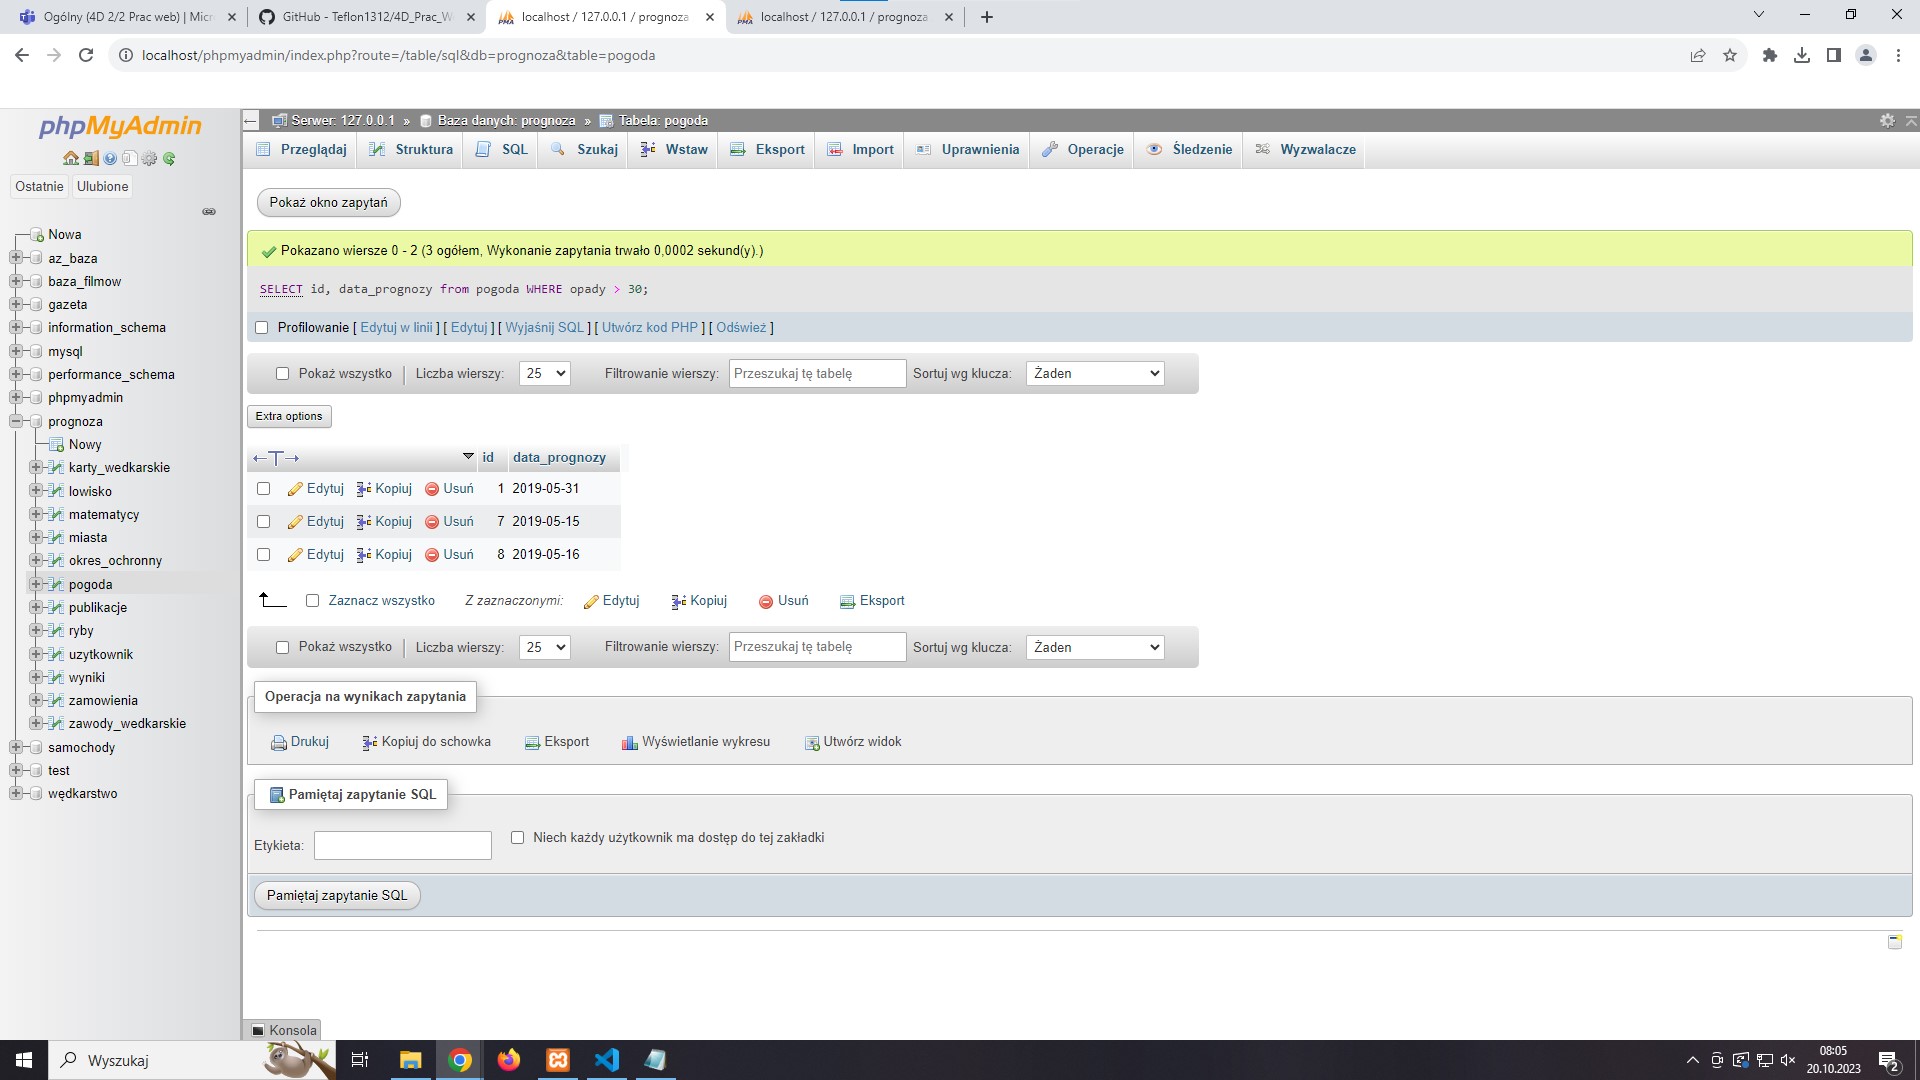 Ogólny (4D 2/2 Prac web) | Micr
GitHub - Teflon1312/4D_Prac_W
localhost / 127.0.0.1 / prognoza
localhost / 127.0.0.1 / prognoza
localhost/phpmyadmin/index.php?route=/table/sql&db=prognoza&table=pogoda
phpMyAdmin
Ostatnie Ulubione
Nowa
az_baza
baza_filmow
gazeta
information_schema
mysql
performance_schema
phpmyadmin
prognoza
Nowy
karty_wedkarskie
lowisko
matematycy
miasta
okres_ochronny
pogoda
publikacje
ryby
uzytkownik
wyniki
zamowienia
zawody_wedkarskie
samochody
test
wędkarstwo
Serwer: 127.0.0.1 » Baza danych: prognoza » Tabela: pogoda
Przeglądaj Struktura SQL Szukaj Wstaw Eksport Import Uprawnienia Operacje Śledzenie Wyzwalacze
Pokaż okno zapytań
Pokazano wiersze 0 - 2 (3 ogółem, Wykonanie zapytania trwało 0,0002 sekund(y).)
SELECT id, data_prognozy from pogoda WHERE opady > 30;
Profilowanie [ Edytuj w linii ] [ Edytuj ] [ Wyjaśnij SQL ] [ Utwórz kod PHP ] [ Odśwież ]
Pokaż wszystko | Liczba wierszy: 25 Filtrowanie wierszy: Przeszukaj tę tabelę Sortuj wg klucza: Żaden
Extra options
←T→ id data_prognozy
Edytuj Kopiuj Usuń 1 2019-05-31
Edytuj Kopiuj Usuń 7 2019-05-15
Edytuj Kopiuj Usuń 8 2019-05-16
Zaznacz wszystko Z zaznaczonymi: Edytuj Kopiuj Usuń Eksport
Pokaż wszystko | Liczba wierszy: 25 Filtrowanie wierszy: Przeszukaj tę tabelę Sortuj wg klucza: Żaden
Operacja na wynikach zapytania
Drukuj Kopiuj do schowka Eksport Wyświetlanie wykresu Utwórz widok
Pamiętaj zapytanie SQL
Etykieta: Niech każdy użytkownik ma dostęp do tej zakładki
Pamiętaj zapytanie SQL
Konsola
Wyszukaj
08:05
20.10.2023
2